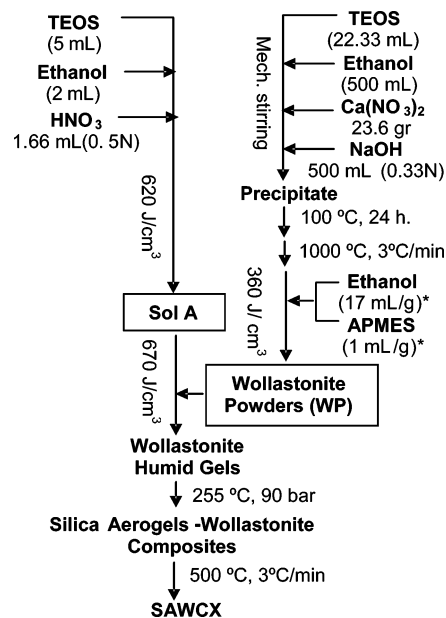 TEOS
(5 mL)
Ethanol
(2 mL)
HNO3
1.66 mL(0. 5N)
620 J/cm3
Sol A
670 J/cm3
TEOS
(22.33 mL)
Mech. stirring
Ethanol
(500 mL)
Ca(NO3)2
23.6 gr
NaOH
500 mL (0.33N)
Precipitate
100 ºC, 24 h.
1000 ºC, 3ºC/min
360 J/ cm3
Ethanol
(17 mL/g)*
APMES
(1 mL/g)*
Wollastonite
Powders (WP)
Wollastonite
Humid Gels
255 ºC, 90 bar
Silica Aerogels -Wollastonite
Composites
500 ºC, 3ºC/min
SAWCX